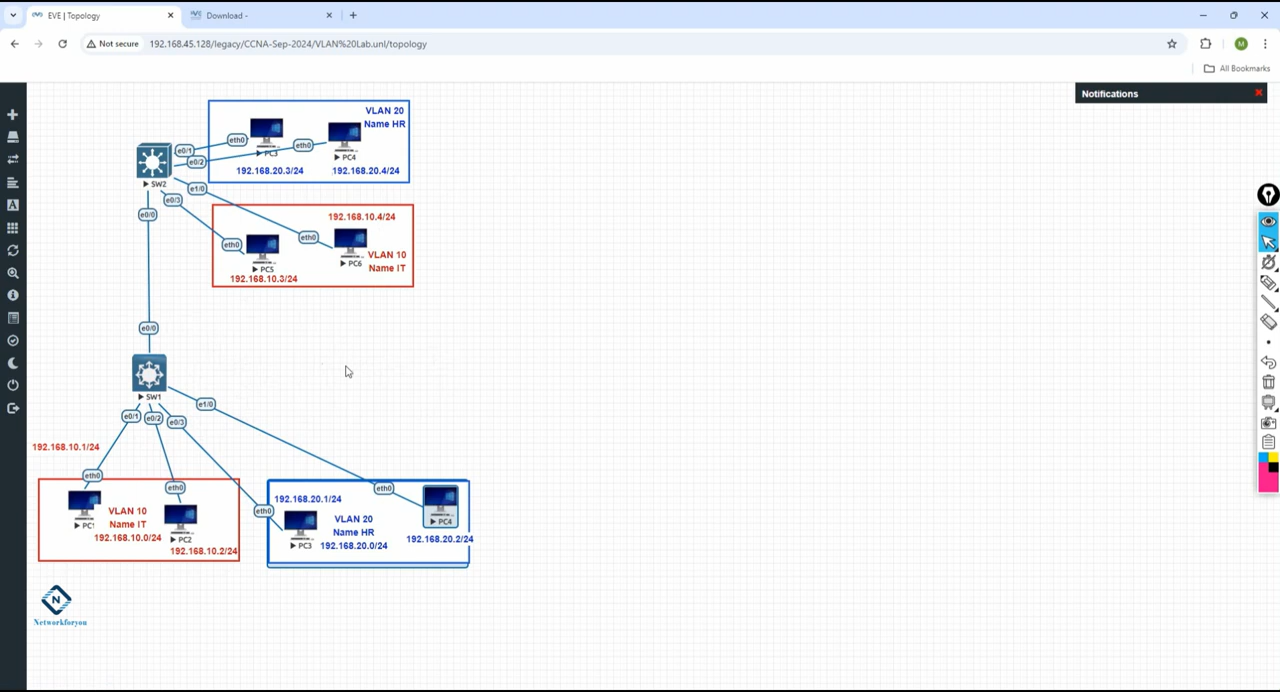 EVE | Topology
Download -
Not secure
192.168.45.128/legacy/CCNA-Sep-2024/VLAN%20Lab.unl/topology
M
All Bookmarks
Notifications
VLAN 20
Name HR
eth0
eth0
e0/1
e0/2
PC3
PC4
192.168.20.3/24
192.168.20.4/24
SW2
e1/0
e0/3
e0/0
192.168.10.4/24
eth0
eth0
VLAN 10
Name IT
PC5
PC6
192.168.10.3/24
e0/0
SW1
e1/0
e0/1
e0/2
e0/3
192.168.10.1/24
eth0
eth0
eth0
eth0
192.168.20.1/24
PC1
VLAN 10
Name IT
192.168.10.0/24
PC2
192.168.10.2/24
VLAN 20
Name HR
192.168.20.0/24
PC3
PC4
192.168.20.2/24
N
Networkforyou